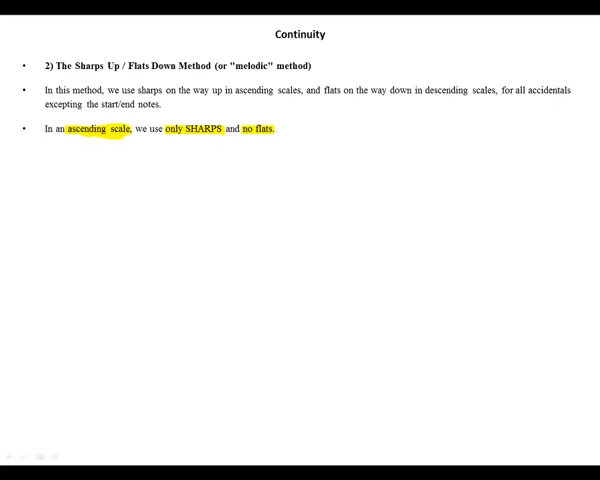 Continuity
• 2) The Sharps Up / Flats Down Method (or "melodic" method)
• In this method, we use sharps on the way up in ascending scales, and flats on the way down in descending scales, for all accidentals
excepting the start/end notes.
• In an ascending scale, we use only SHARPS and no flats.